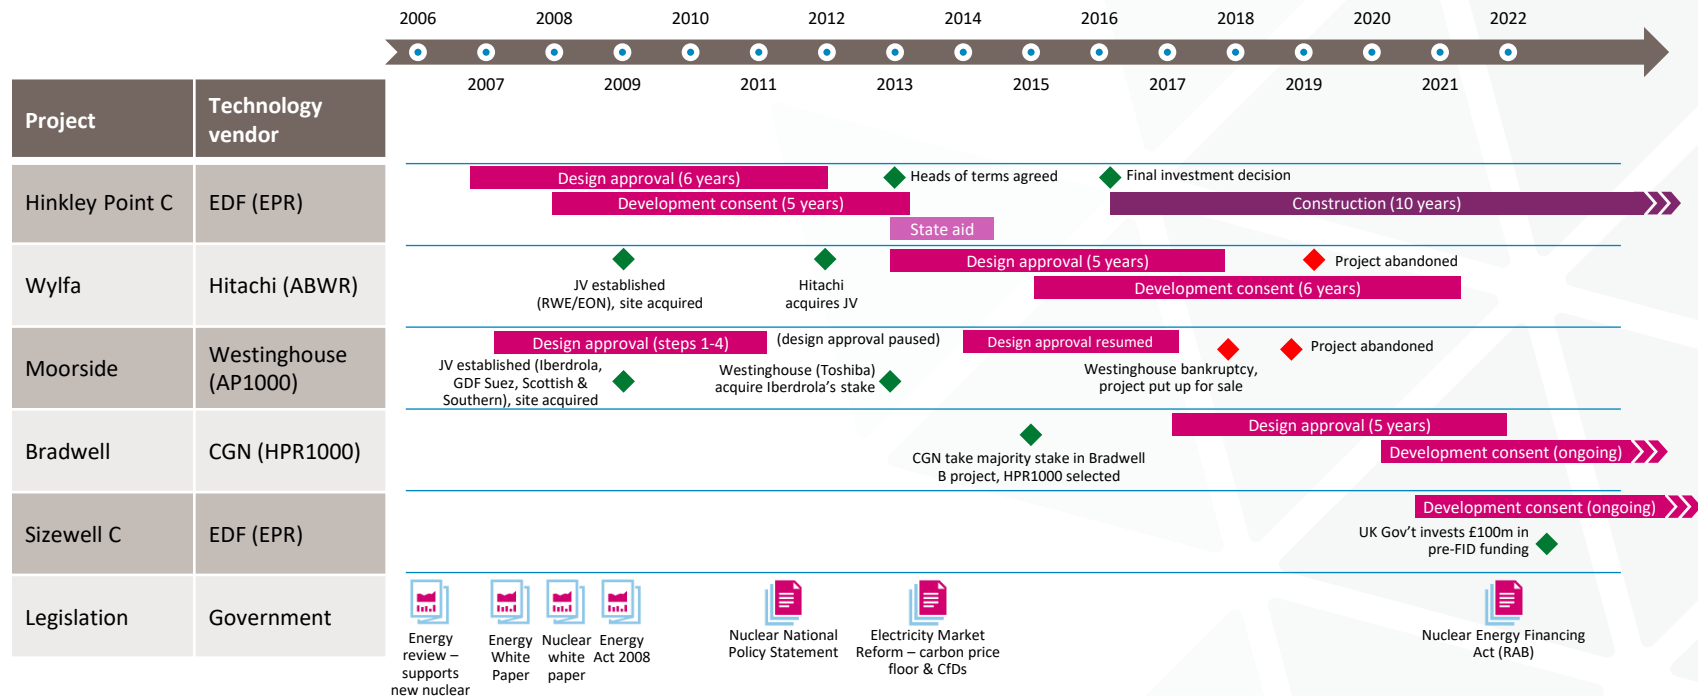 2006 2008 2010 2012 2014 2016 2018 2020 2022
2007 2009 2011 2013 2015 2017 2019 2021
Project
Technology
vendor
Hinkley Point C
EDF (EPR)
Design approval (6 years)
Heads of terms agreed
Final investment decision
Development consent (5 years)
Construction (10 years)
State aid
Wylfa
Hitachi (ABWR)
JV established
(RWE/EON), site acquired
Hitachi
acquires JV
Design approval (5 years)
Project abandoned
Development consent (6 years)
Moorside
Westinghouse
(AP1000)
Design approval (steps 1-4)
(design approval paused)
Design approval resumed
Project abandoned
JV established (Iberdrola,
GDF Suez, Scottish &
Southern), site acquired
Westinghouse (Toshiba)
acquire Iberdrola’s stake
Westinghouse bankruptcy,
project put up for sale
Bradwell
CGN (HPR1000)
Design approval (5 years)
CGN take majority stake in Bradwell
B project, HPR1000 selected
Development consent (ongoing)
Sizewell C
EDF (EPR)
Development consent (ongoing)
UK Gov’t invests £100m in
pre-FID funding
Legislation
Government
Energy
review –
supports
new nuclear
Energy
White
Paper
Nuclear
white
paper
Energy
Act 2008
Nuclear National
Policy Statement
Electricity Market
Reform – carbon price
floor & CfDs
Nuclear Energy Financing
Act (RAB)